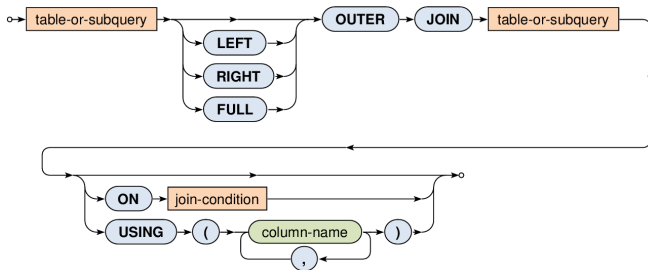 table-or-subquery OUTER JOIN table-or-subquery
LEFT
RIGHT
FULL
ON join-condition
USING ( column-name )
,